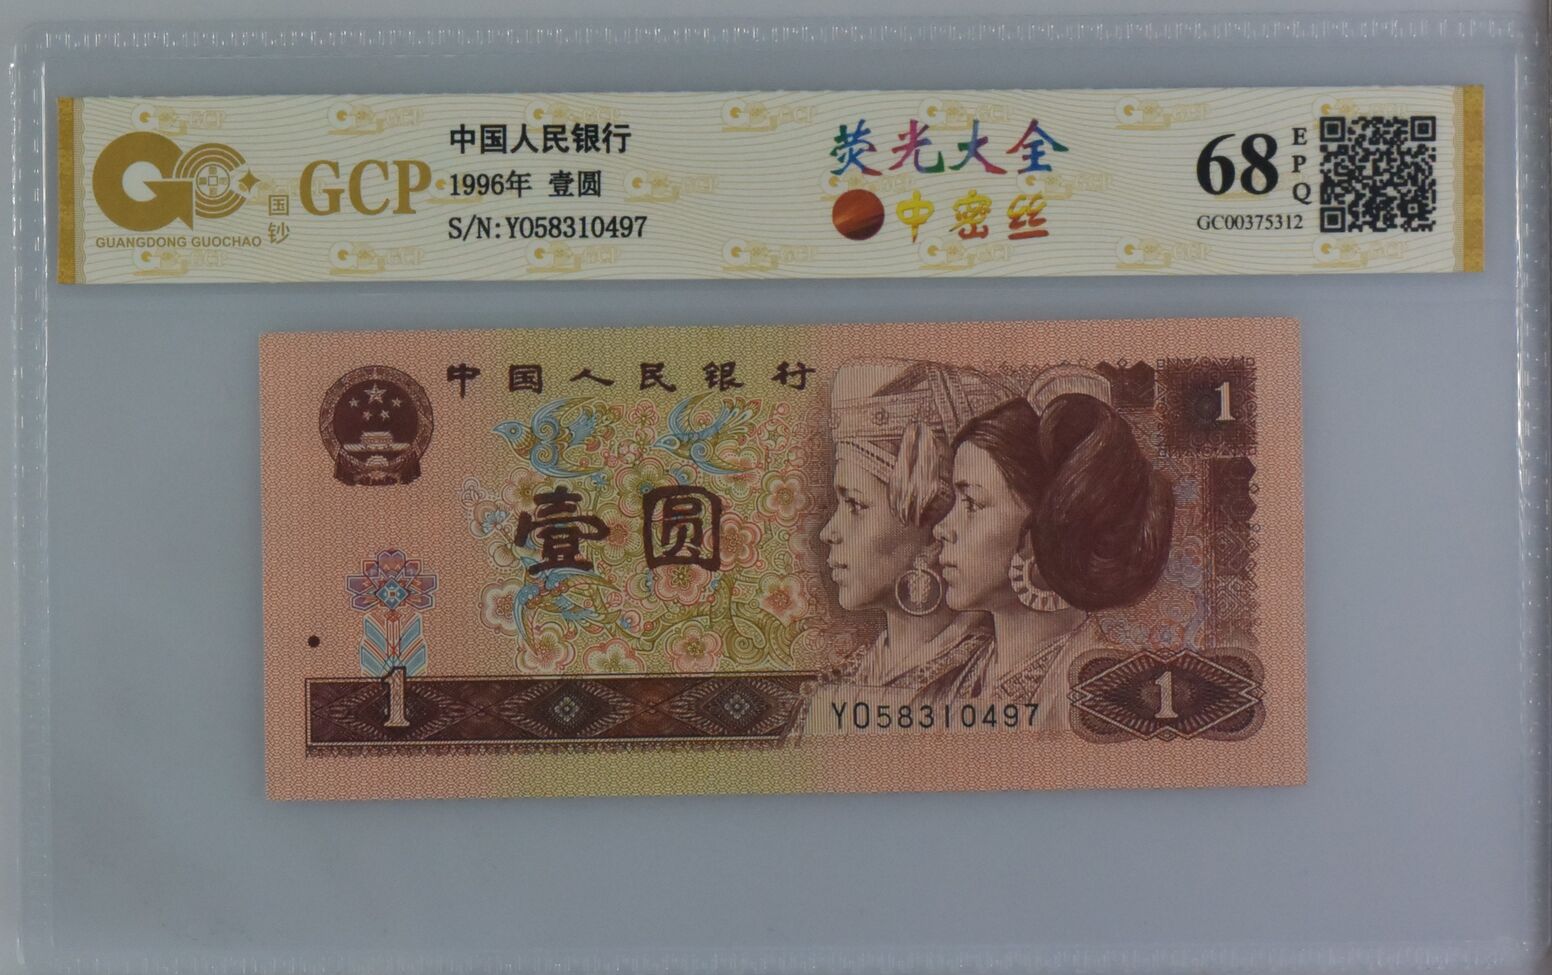 GUANGDONG GUOCHAO
国钞
GCP
中国人民银行
1996年 壹圆
S/N:YO58310497
荧光大全
中密丝
68
EPQ
GC00375312
中国人民银行
壹圆
1
1
1
YO58310497